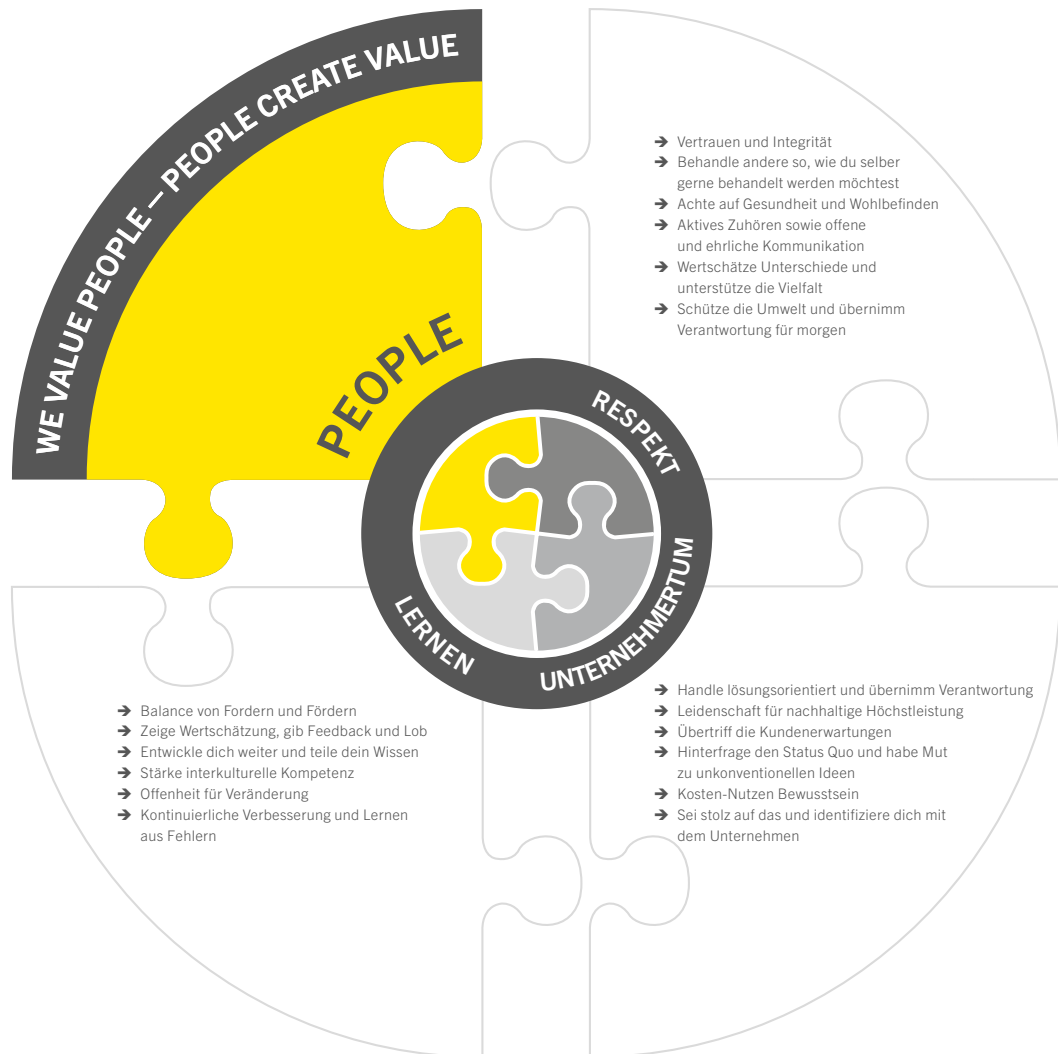 WE VALUE PEOPLE – PEOPLE CREATE VALUE
PEOPLE
➔ Vertrauen und Integrität
➔ Behandle andere so, wie du selber
gerne behandelt werden möchtest
➔ Achte auf Gesundheit und Wohlbefinden
➔ Aktives Zuhören sowie offene
und ehrliche Kommunikation
➔ Wertschätze Unterschiede und
unterstütze die Vielfalt
➔ Schütze die Umwelt und übernimm
Verantwortung für morgen
RESPEKT
UNTERNEHMERTUM
LERNEN
➔ Balance von Fordern und Fördern
➔ Zeige Wertschätzung, gib Feedback und Lob
➔ Entwickle dich weiter und teile dein Wissen
➔ Stärke interkulturelle Kompetenz
➔ Offenheit für Veränderung
➔ Kontinuierliche Verbesserung und Lernen
aus Fehlern
➔ Handle lösungsorientiert und übernimm Verantwortung
➔ Leidenschaft für nachhaltige Höchstleistung
➔ Übertriff die Kundenerwartungen
➔ Hinterfrage den Status Quo und habe Mut
zu unkonventionellen Ideen
➔ Kosten-Nutzen Bewusstsein
➔ Sei stolz auf das und identifiziere dich mit
dem Unternehmen